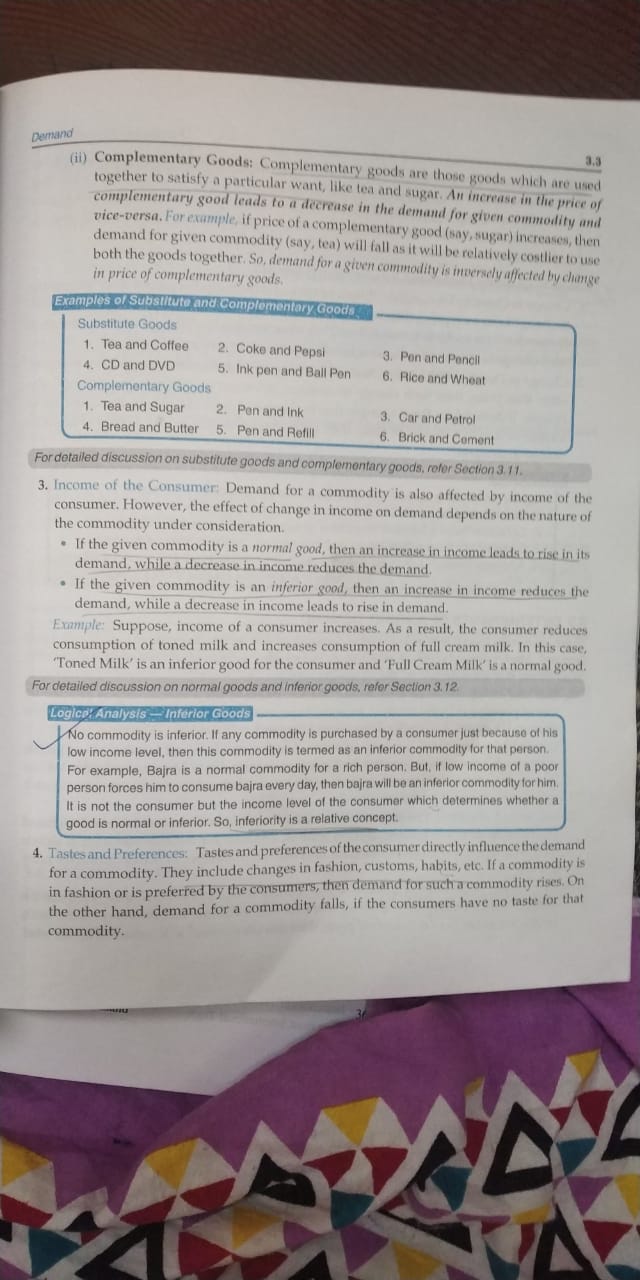 Demand
3.3
(ii) Complementary Goods: Complementary goods are those goods which are used
together to satisfy a particular want, like tea and sugar. An increase in the price of
complementary good leads to a decrease in the demand for given commodity and
vice-versa. For example, if price of a complementary good (say, sugar) increases, then
demand for given commodity (say, tea) will fall as it will be relatively costlier to use
both the goods together. So, demand for a given commodity is inversely affected by change
in price of complementary goods.
Examples of Substitute and Complementary Goods
Substitute Goods
1. Tea and Coffee 2. Coke and Pepsi 3. Pen and Pencil
4. CD and DVD 5. Ink pen and Ball Pen 6. Rice and Wheat
Complementary Goods
1. Tea and Sugar 2. Pen and Ink 3. Car and Petrol
4. Bread and Butter 5. Pen and Refill 6. Brick and Cement
For detailed discussion on substitute goods and complementary goods, refer Section 3.11.
3. Income of the Consumer: Demand for a commodity is also affected by income of the
consumer. However, the effect of change in income on demand depends on the nature of
the commodity under consideration.
• If the given commodity is a normal good, then an increase in income leads to rise in its
demand, while a decrease in income reduces the demand.
• If the given commodity is an inferior good, then an increase in income reduces the
demand, while a decrease in income leads to rise in demand.
Example: Suppose, income of a consumer increases. As a result, the consumer reduces
consumption of toned milk and increases consumption of full cream milk. In this case,
'Toned Milk' is an inferior good for the consumer and 'Full Cream Milk' is a normal good.
For detailed discussion on normal goods and inferior goods, refer Section 3.12.
Logical Analysis — Inferior Goods
No commodity is inferior. If any commodity is purchased by a consumer just because of his
low income level, then this commodity is termed as an inferior commodity for that person.
For example, Bajra is a normal commodity for a rich person. But, if low income of a poor
person forces him to consume bajra every day, then bajra will be an inferior commodity for him.
It is not the consumer but the income level of the consumer which determines whether a
good is normal or inferior. So, inferiority is a relative concept.
4. Tastes and Preferences: Tastes and preferences of the consumer directly influence the demand
for a commodity. They include changes in fashion, customs, habits, etc. If a commodity is
in fashion or is preferred by the consumers, then demand for such a commodity rises. On
the other hand, demand for a commodity falls, if the consumers have no taste for that
commodity.